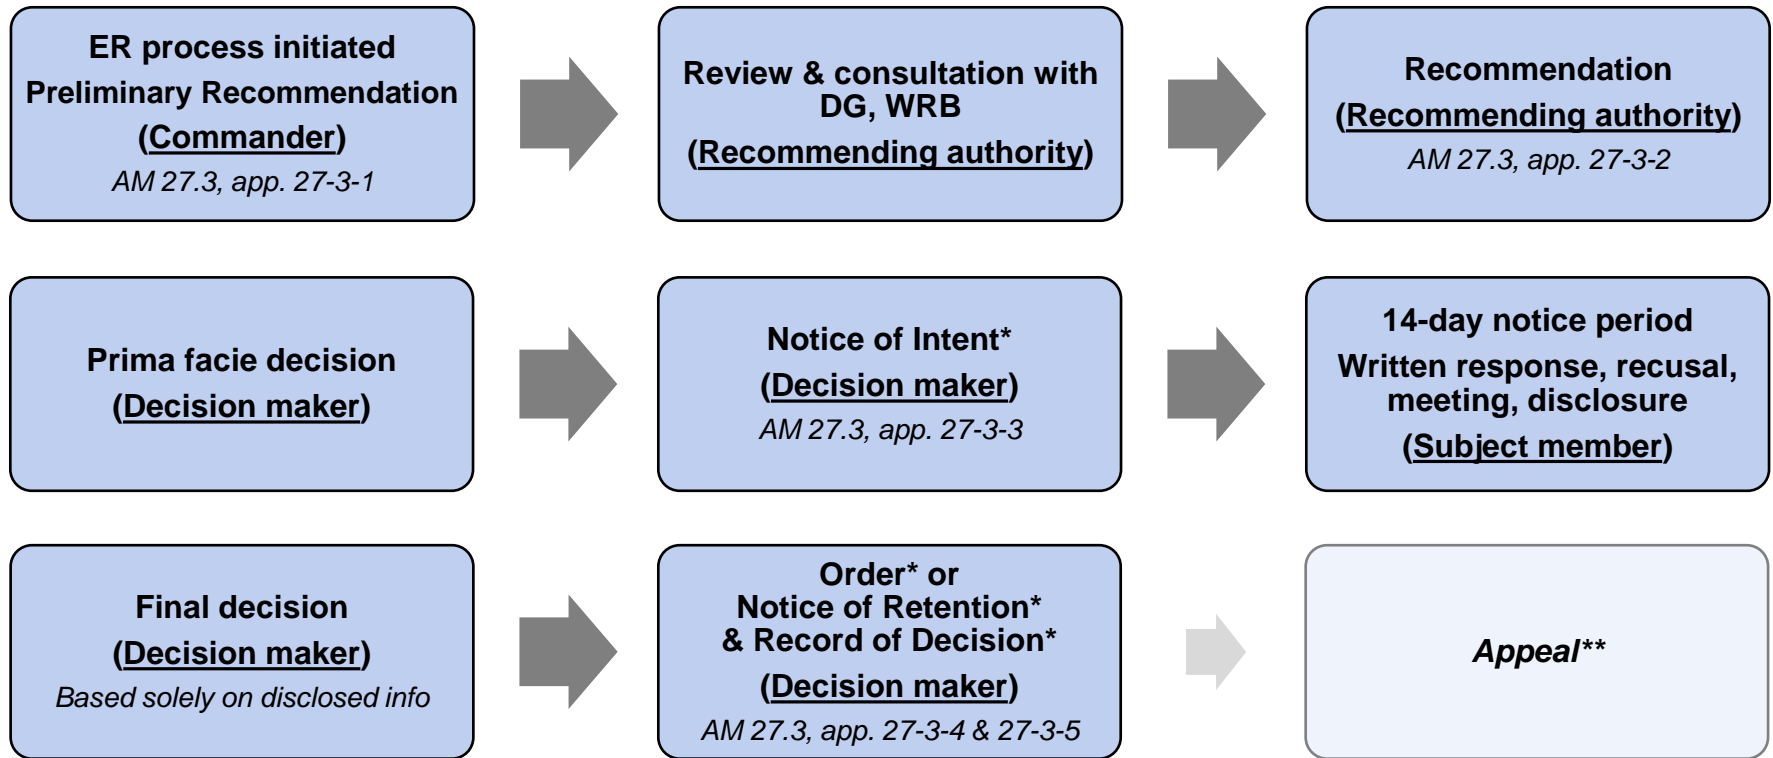 ER process initiated
Preliminary Recommendation
(Commander)
AM 27.3, app. 27-3-1
Review & consultation with
DG, WRB
(Recommending authority)
Recommendation
(Recommending authority)
AM 27.3, app. 27-3-2
Prima facie decision
(Decision maker)
Notice of Intent*
(Decision maker)
AM 27.3, app. 27-3-3
14-day notice period
Written response, recusal,
meeting, disclosure
(Subject member)
Final decision
(Decision maker)
Based solely on disclosed info
Order* or
Notice of Retention*
& Record of Decision*
(Decision maker)
AM 27.3, app. 27-3-4 & 27-3-5
Appeal**